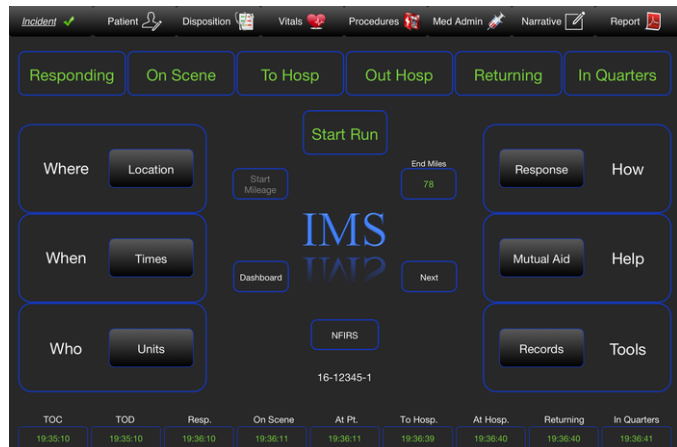 Incident Patient Disposition Vitals Procedures Med Admin Narrative Report
Responding On Scene To Hosp Out Hosp Returning In Quarters
Start Run
Where Location
Start Mileage
End Miles
78
Response How
IMS
When Times
Dashboard
Next
Mutual Aid Help
Who Units
NFIRS
Records Tools
16-12345-1
TOC TOD Resp. On Scene At Pt. To Hosp. At Hosp. Returning In Quarters
19:35:10 19:35:10 19:36:10 19:36:11 19:36:11 19:36:39 19:36:40 19:36:40 19:36:41